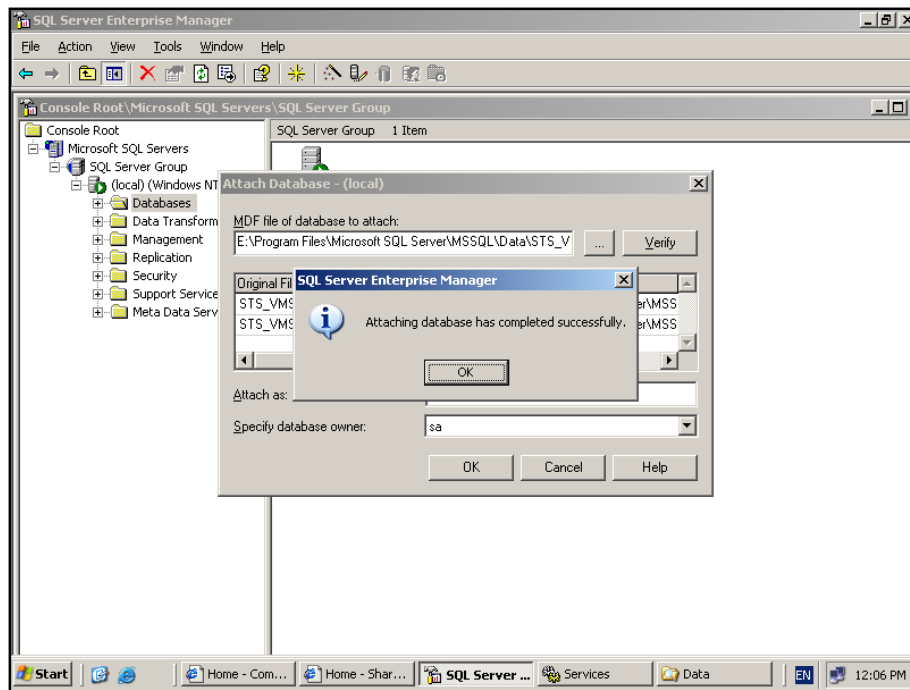 SQL Server Enterprise Manager
File Action View Tools Window Help
Console Root\Microsoft SQL Servers\SQL Server Group
Console Root
SQL Server Group 1 Item
Microsoft SQL Servers
SQL Server Group
(local) (Windows NT
Databases
Data Transform
Management
Replication
Security
Support Service
Meta Data Serv
Attach Database - (local)
MDF file of database to attach:
E:\Program Files\Microsoft SQL Server\MSSQL\Data\STS_V
...
Verify
Original Fil
STS_VMS
er\MSS
STS_VMS
er\MSS
SQL Server Enterprise Manager
Attaching database has completed successfully.
OK
Attach as:
Specify database owner:
sa
OK Cancel Help
Start
Home - Com...
Home - Shar...
SQL Server ...
Services
Data
EN
12:06 PM